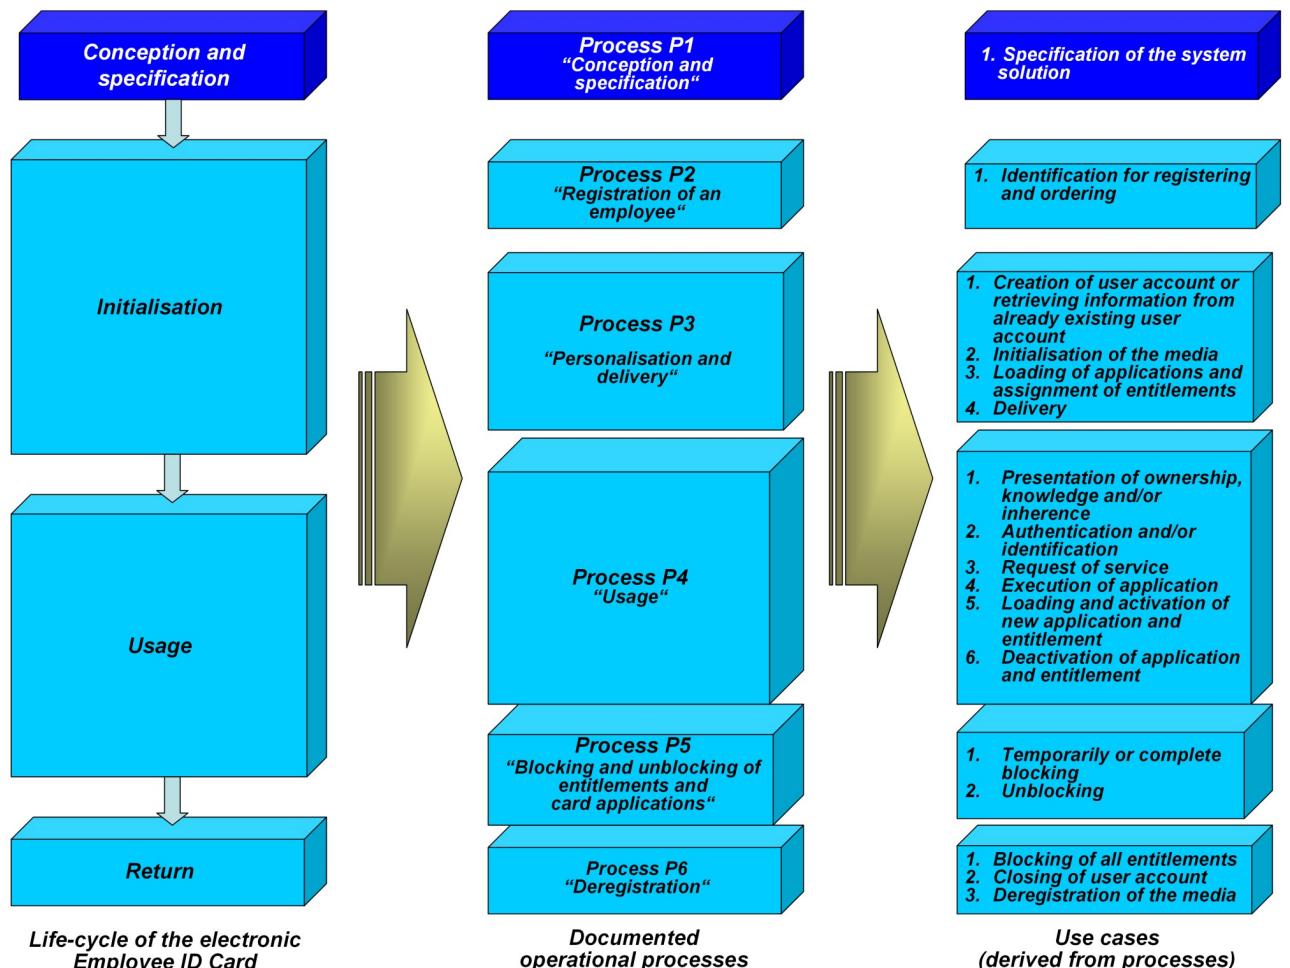 Conception and
specification
Initialisation
Usage
Return
Life-cycle of the electronic
Employee ID Card
Process P1
“Conception and
specification“
Process P2
“Registration of an
employee“
Process P3
“Personalisation and
delivery“
Process P4
“Usage“
Process P5
“Blocking and unblocking of
entitlements and
card applications“
Process P6
“Deregistration“
Documented
operational processes
1. Specification of the system
solution
1. Identification for registering
and ordering
1. Creation of user account or
retrieving information from
already existing user
account
2. Initialisation of the media
3. Loading of applications and
assignment of entitlements
4. Delivery
1. Presentation of ownership,
knowledge and/or
inherence
2. Authentication and/or
identification
3. Request of service
4. Execution of application
5. Loading and activation of
new application and
entitlement
6. Deactivation of application
and entitlement
1. Temporarily or complete
blocking
2. Unblocking
1. Blocking of all entitlements
2. Closing of user account
3. Deregistration of the media
Use cases
(derived from processes)